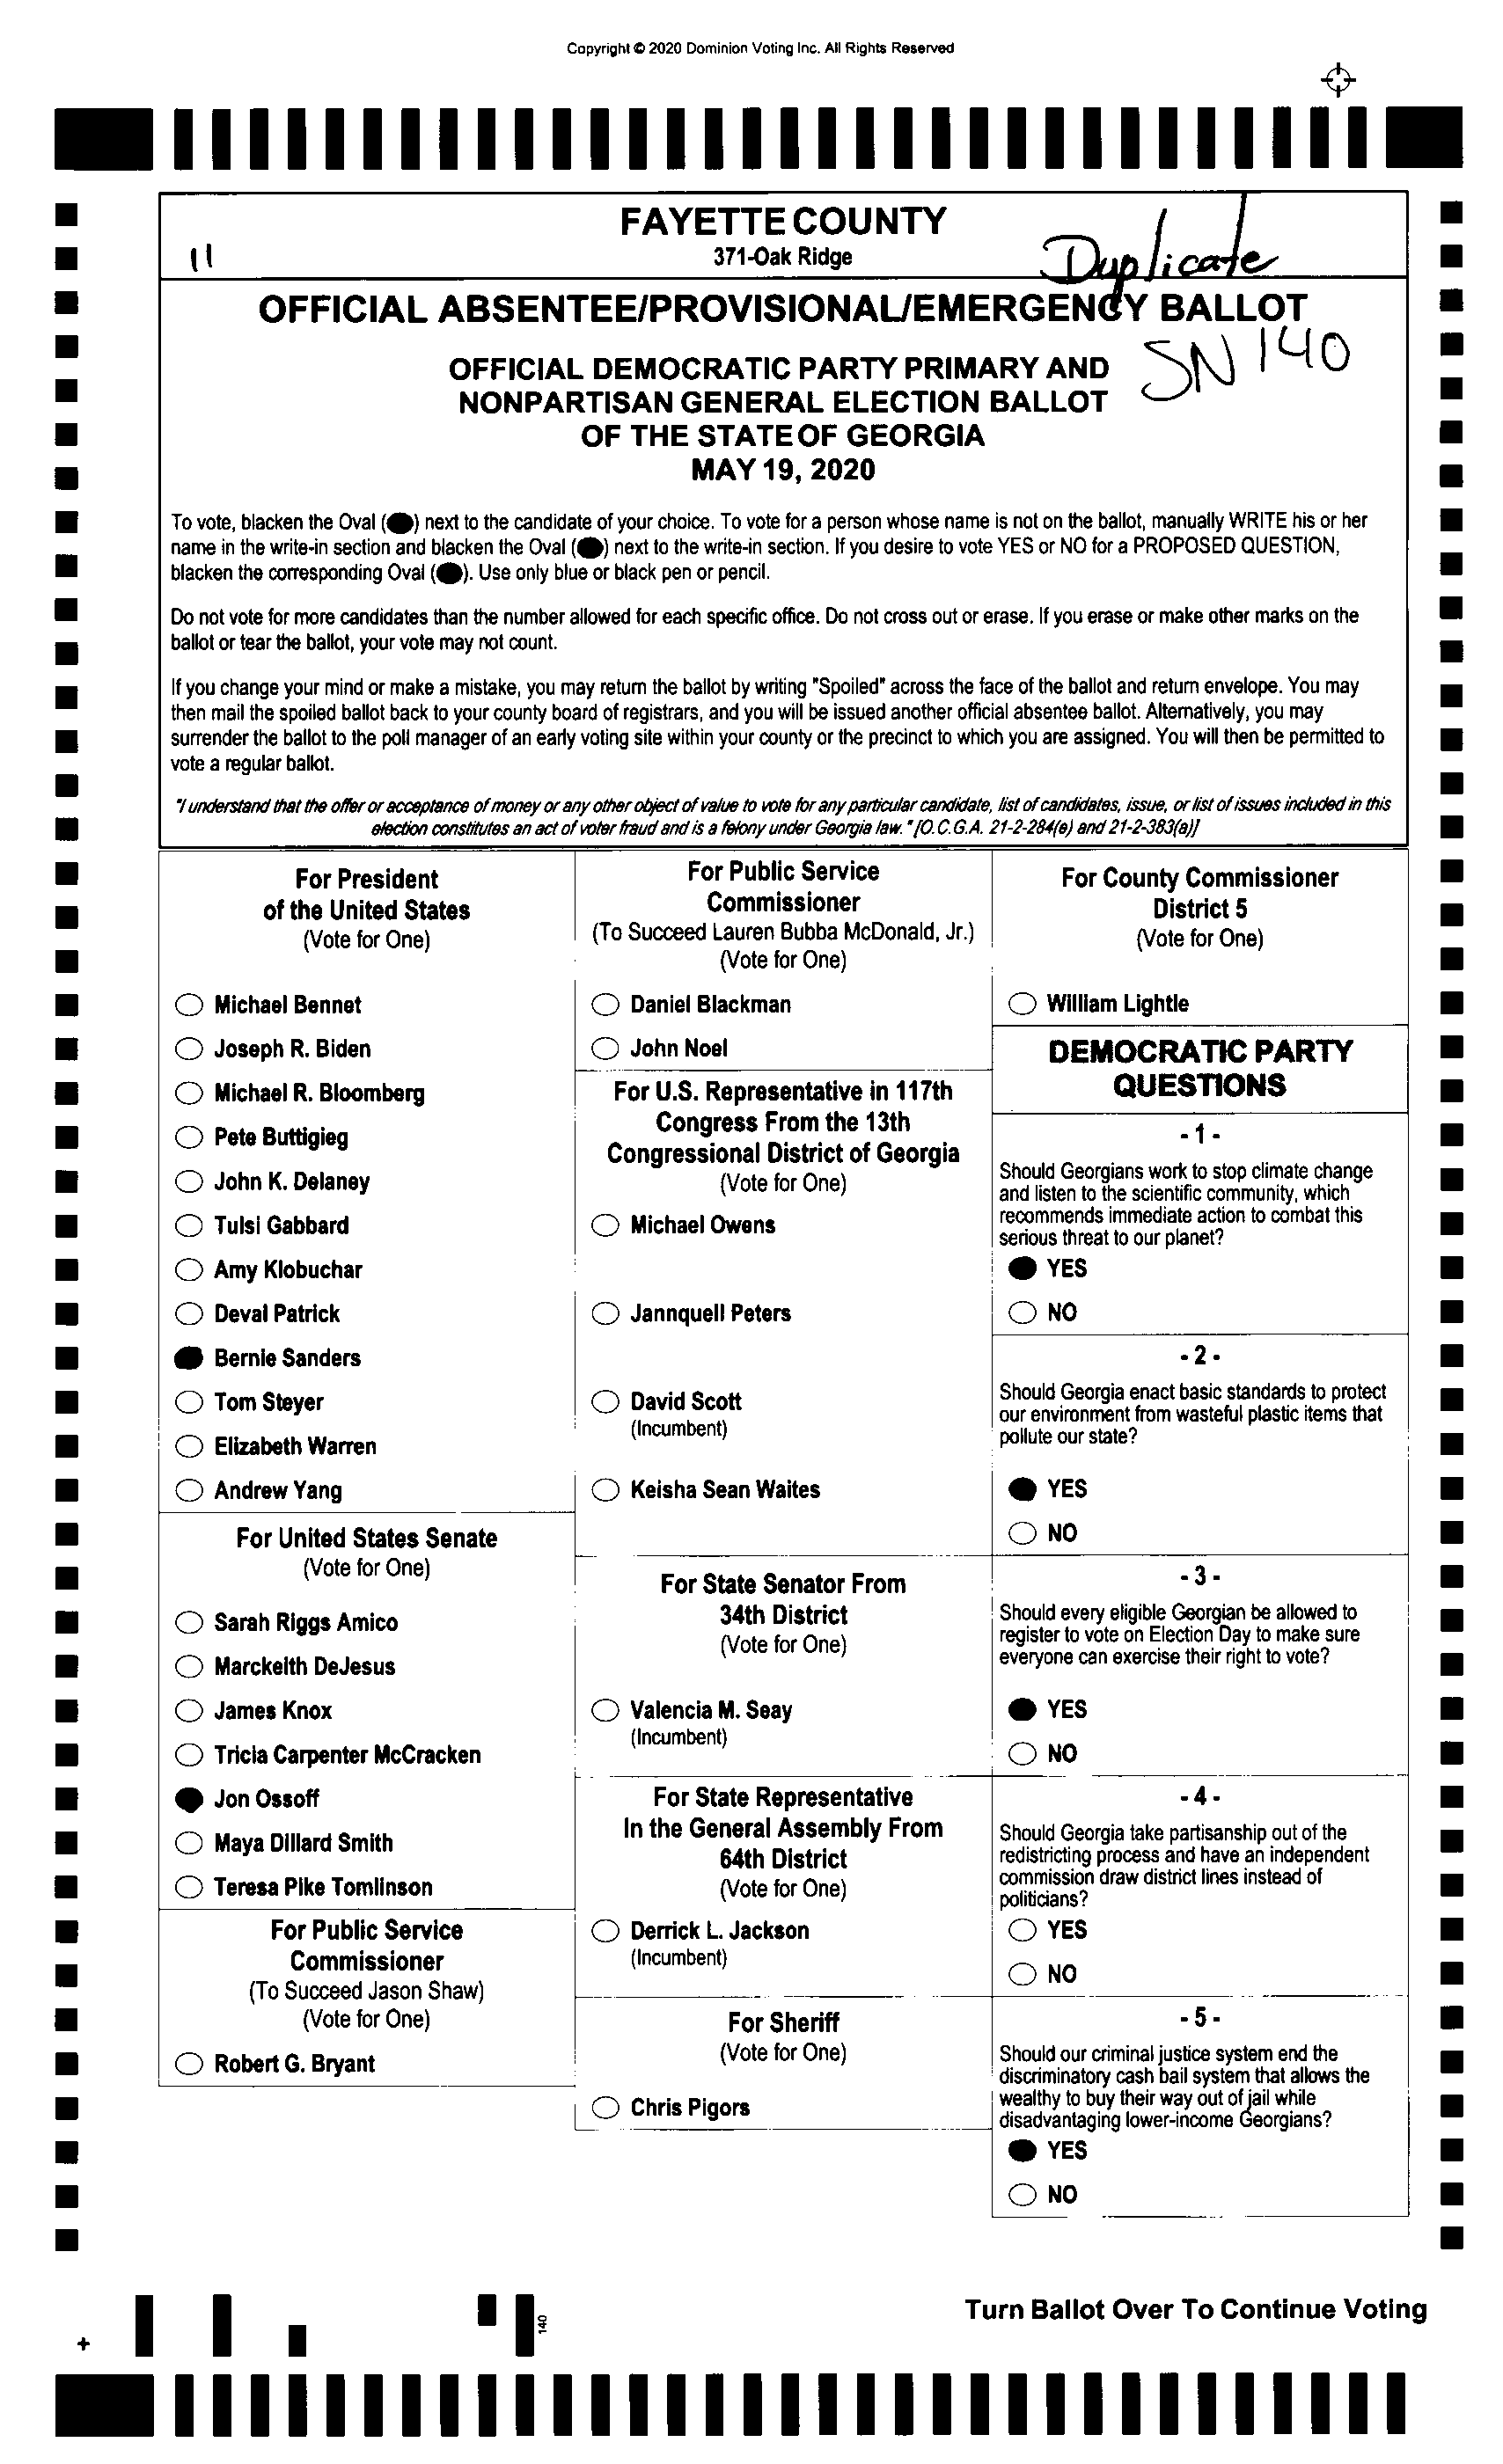 Copyright © 2020 Dominion Voting Inc. All Rights Reserved
FAYETTE COUNTY
11
371-Oak Ridge
Duplicate
OFFICIAL ABSENTEE/PROVISIONAL/EMERGENCY BALLOT
SN 140
OFFICIAL DEMOCRATIC PARTY PRIMARY AND
NONPARTISAN GENERAL ELECTION BALLOT
OF THE STATE OF GEORGIA
MAY 19, 2020
To vote, blacken the Oval (⬬) next to the candidate of your choice. To vote for a person whose name is not on the ballot, manually WRITE his or her
name in the write-in section and blacken the Oval (⬬) next to the write-in section. If you desire to vote YES or NO for a PROPOSED QUESTION,
blacken the corresponding Oval (⬬). Use only blue or black pen or pencil.
Do not vote for more candidates than the number allowed for each specific office. Do not cross out or erase. If you erase or make other marks on the
ballot or tear the ballot, your vote may not count.
If you change your mind or make a mistake, you may return the ballot by writing "Spoiled" across the face of the ballot and return envelope. You may
then mail the spoiled ballot back to your county board of registrars, and you will be issued another official absentee ballot. Alternatively, you may
surrender the ballot to the poll manager of an early voting site within your county or the precinct to which you are assigned. You will then be permitted to
vote a regular ballot.
"I understand that the offer or acceptance of money or any other object of value to vote for any particular candidate, list of candidates, issue, or list of issues included in this
election constitutes an act of voter fraud and is a felony under Georgia law." [O.C.G.A. 21-2-284(e) and 21-2-383(a)]
For President
of the United States
(Vote for One)
Michael Bennet
Joseph R. Biden
Michael R. Bloomberg
Pete Buttigieg
John K. Delaney
Tulsi Gabbard
Amy Klobuchar
Deval Patrick
Bernie Sanders
Tom Steyer
Elizabeth Warren
Andrew Yang
For United States Senate
(Vote for One)
Sarah Riggs Amico
Marckeith DeJesus
James Knox
Tricia Carpenter McCracken
Jon Ossoff
Maya Dillard Smith
Teresa Pike Tomlinson
For Public Service
Commissioner
(To Succeed Jason Shaw)
(Vote for One)
Robert G. Bryant
For Public Service
Commissioner
(To Succeed Lauren Bubba McDonald, Jr.)
(Vote for One)
Daniel Blackman
John Noel
For U.S. Representative in 117th
Congress From the 13th
Congressional District of Georgia
(Vote for One)
Michael Owens
Jannquell Peters
David Scott
(Incumbent)
Keisha Sean Waites
For State Senator From
34th District
(Vote for One)
Valencia M. Seay
(Incumbent)
For State Representative
In the General Assembly From
64th District
(Vote for One)
Derrick L. Jackson
(Incumbent)
For Sheriff
(Vote for One)
Chris Pigors
For County Commissioner
District 5
(Vote for One)
William Lightle
DEMOCRATIC PARTY
QUESTIONS
- 1 -
Should Georgians work to stop climate change
and listen to the scientific community, which
recommends immediate action to combat this
serious threat to our planet?
YES
NO
- 2 -
Should Georgia enact basic standards to protect
our environment from wasteful plastic items that
pollute our state?
YES
NO
- 3 -
Should every eligible Georgian be allowed to
register to vote on Election Day to make sure
everyone can exercise their right to vote?
YES
NO
- 4 -
Should Georgia take partisanship out of the
redistricting process and have an independent
commission draw district lines instead of
politicians?
YES
NO
- 5 -
Should our criminal justice system end the
discriminatory cash bail system that allows the
wealthy to buy their way out of jail while
disadvantaging lower-income Georgians?
YES
NO
Turn Ballot Over To Continue Voting
140